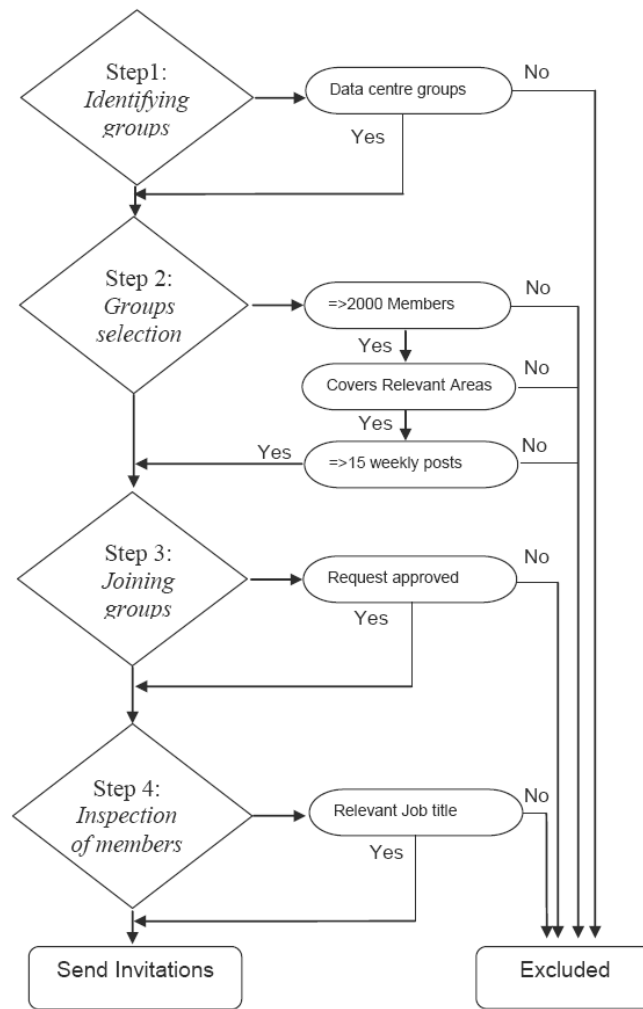 Step1:
Identifying
groups
Data centre groups
No
Yes
Step 2:
Groups
selection
=>2000 Members
No
Yes
Covers Relevant Areas
No
Yes
Yes
=>15 weekly posts
No
Step 3:
Joining
groups
Request approved
No
Yes
Step 4:
Inspection
of members
Relevant Job title
No
Yes
Send Invitations
Excluded